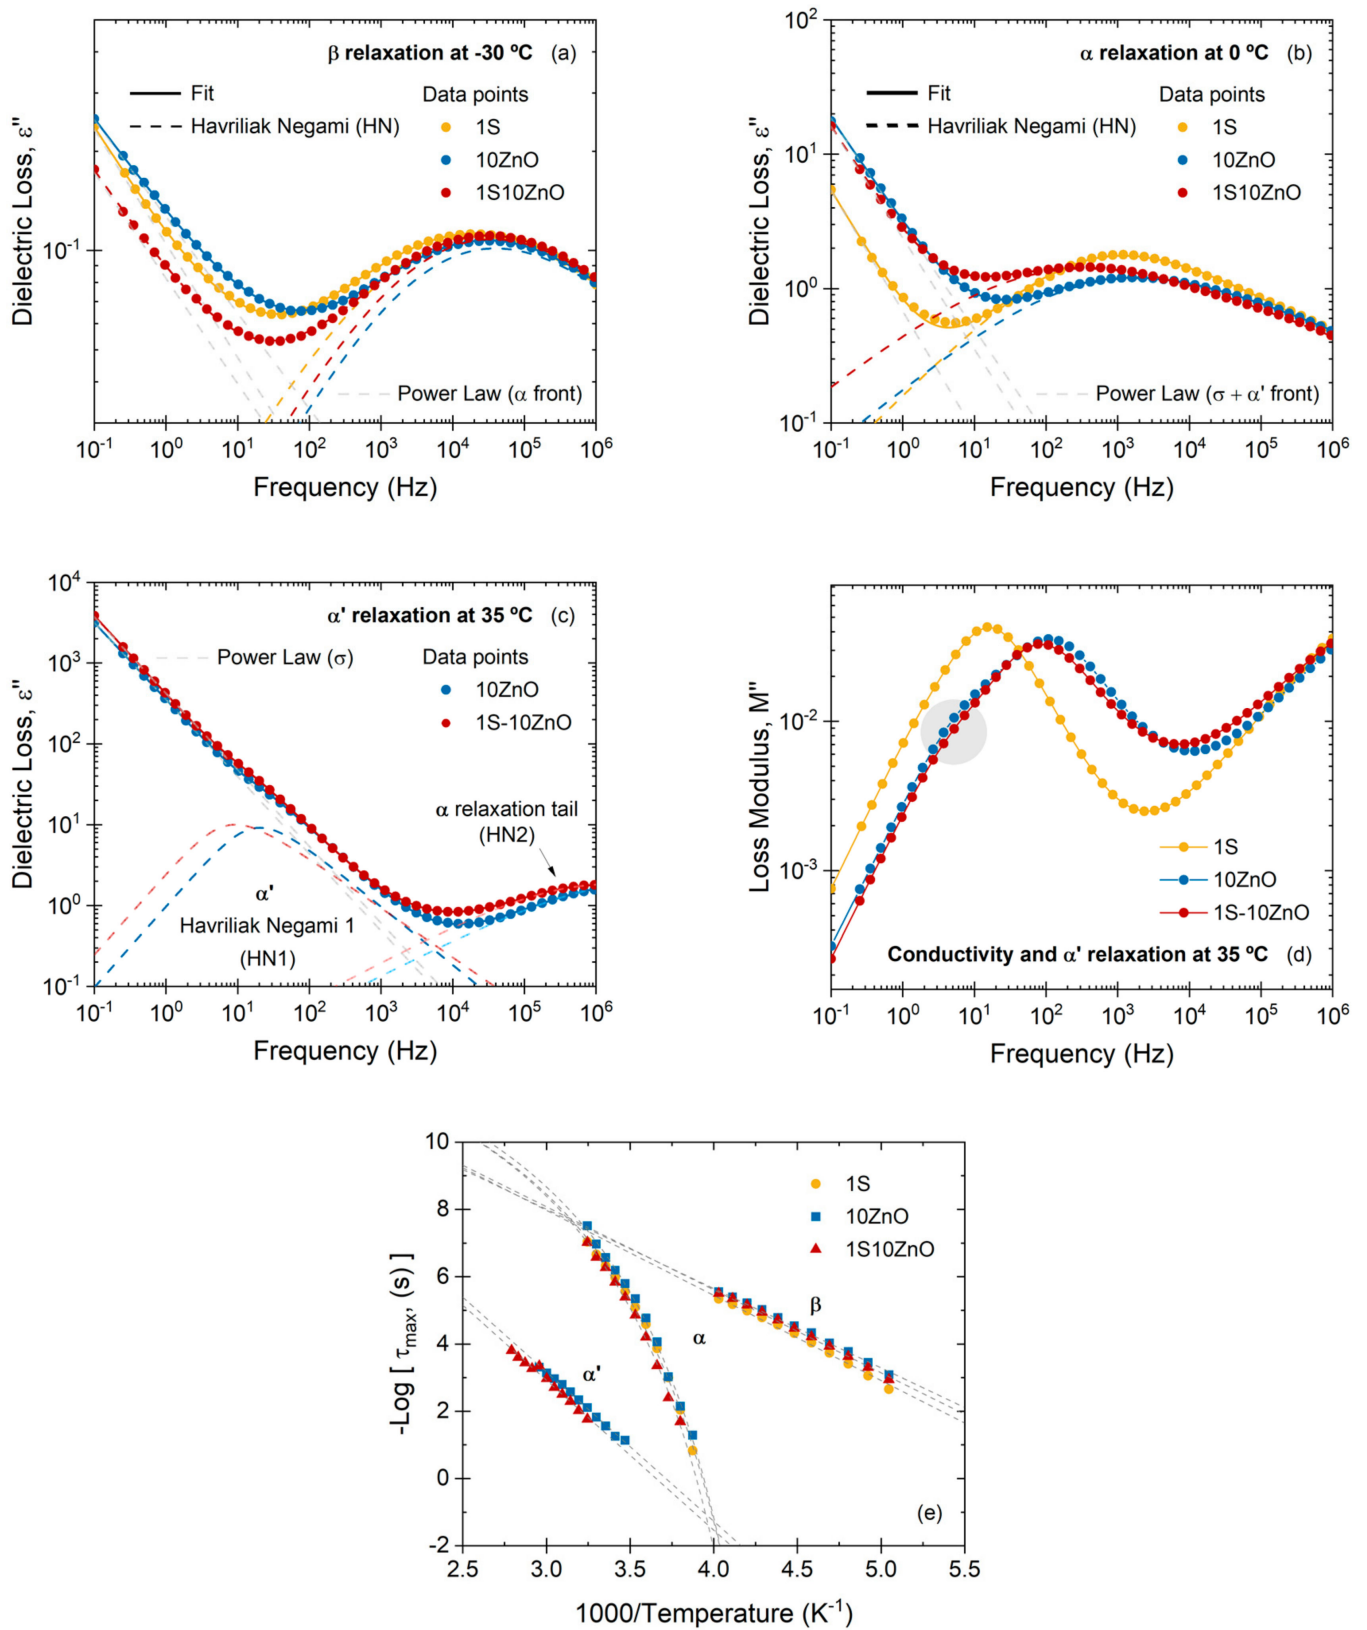 β relaxation at -30 ºC (a)
Fit
Havriliak Negami (HN)
Data points
1S
10ZnO
1S10ZnO
Power Law (α front)
Dielectric Loss, ε"
10⁻¹
10⁻¹ 10⁰ 10¹ 10² 10³ 10⁴ 10⁵ 10⁶
Frequency (Hz)
α relaxation at 0 ºC (b)
Fit
Havriliak Negami (HN)
Data points
1S
10ZnO
1S10ZnO
Power Law (σ + α' front)
Dielectric Loss, ε"
10²
10¹
10⁰
10⁻¹
10⁻¹ 10⁰ 10¹ 10² 10³ 10⁴ 10⁵ 10⁶
Frequency (Hz)
α' relaxation at 35 ºC (c)
Power Law (σ)
Data points
10ZnO
1S-10ZnO
α relaxation tail
(HN2)
α'
Havriliak Negami 1
(HN1)
Dielectric Loss, ε"
10⁴
10³
10²
10¹
10⁰
10⁻¹
10⁻¹ 10⁰ 10¹ 10² 10³ 10⁴ 10⁵ 10⁶
Frequency (Hz)
Loss Modulus, M"
10⁻²
10⁻³
1S
10ZnO
1S-10ZnO
Conductivity and α' relaxation at 35 ºC (d)
10⁻¹ 10⁰ 10¹ 10² 10³ 10⁴ 10⁵ 10⁶
Frequency (Hz)
-Log [ τmax, (s) ]
10
8
6
4
2
0
-2
1S
10ZnO
1S10ZnO
β
α
α'
(e)
2.5 3.0 3.5 4.0 4.5 5.0 5.5
1000/Temperature (K⁻¹)